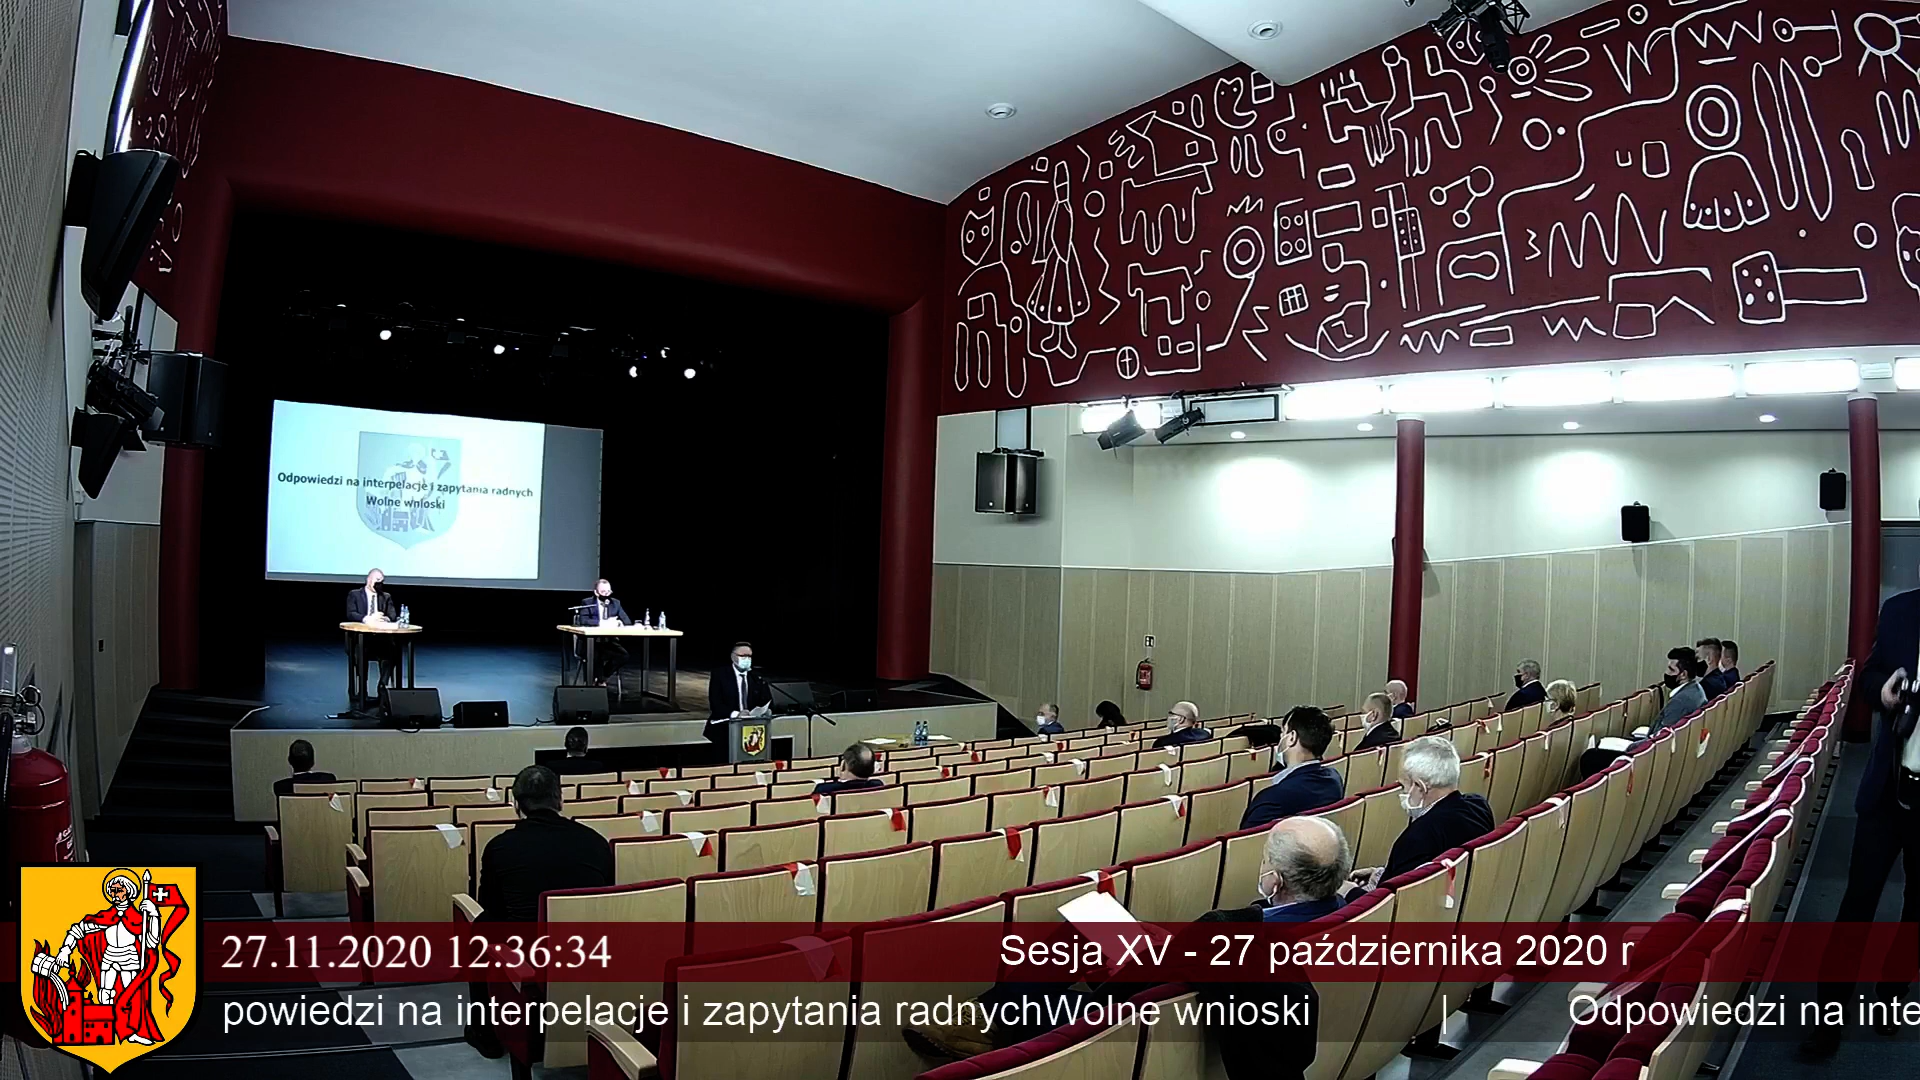 Odpowiedzi na interpelacje i zapytania radnych
Wolne wnioski
27.11.2020 12:36:34
Sesja XV - 27 października 2020 r
powiedzi na interpelacje i zapytania radnychWolne wnioski | Odpowiedzi na inte